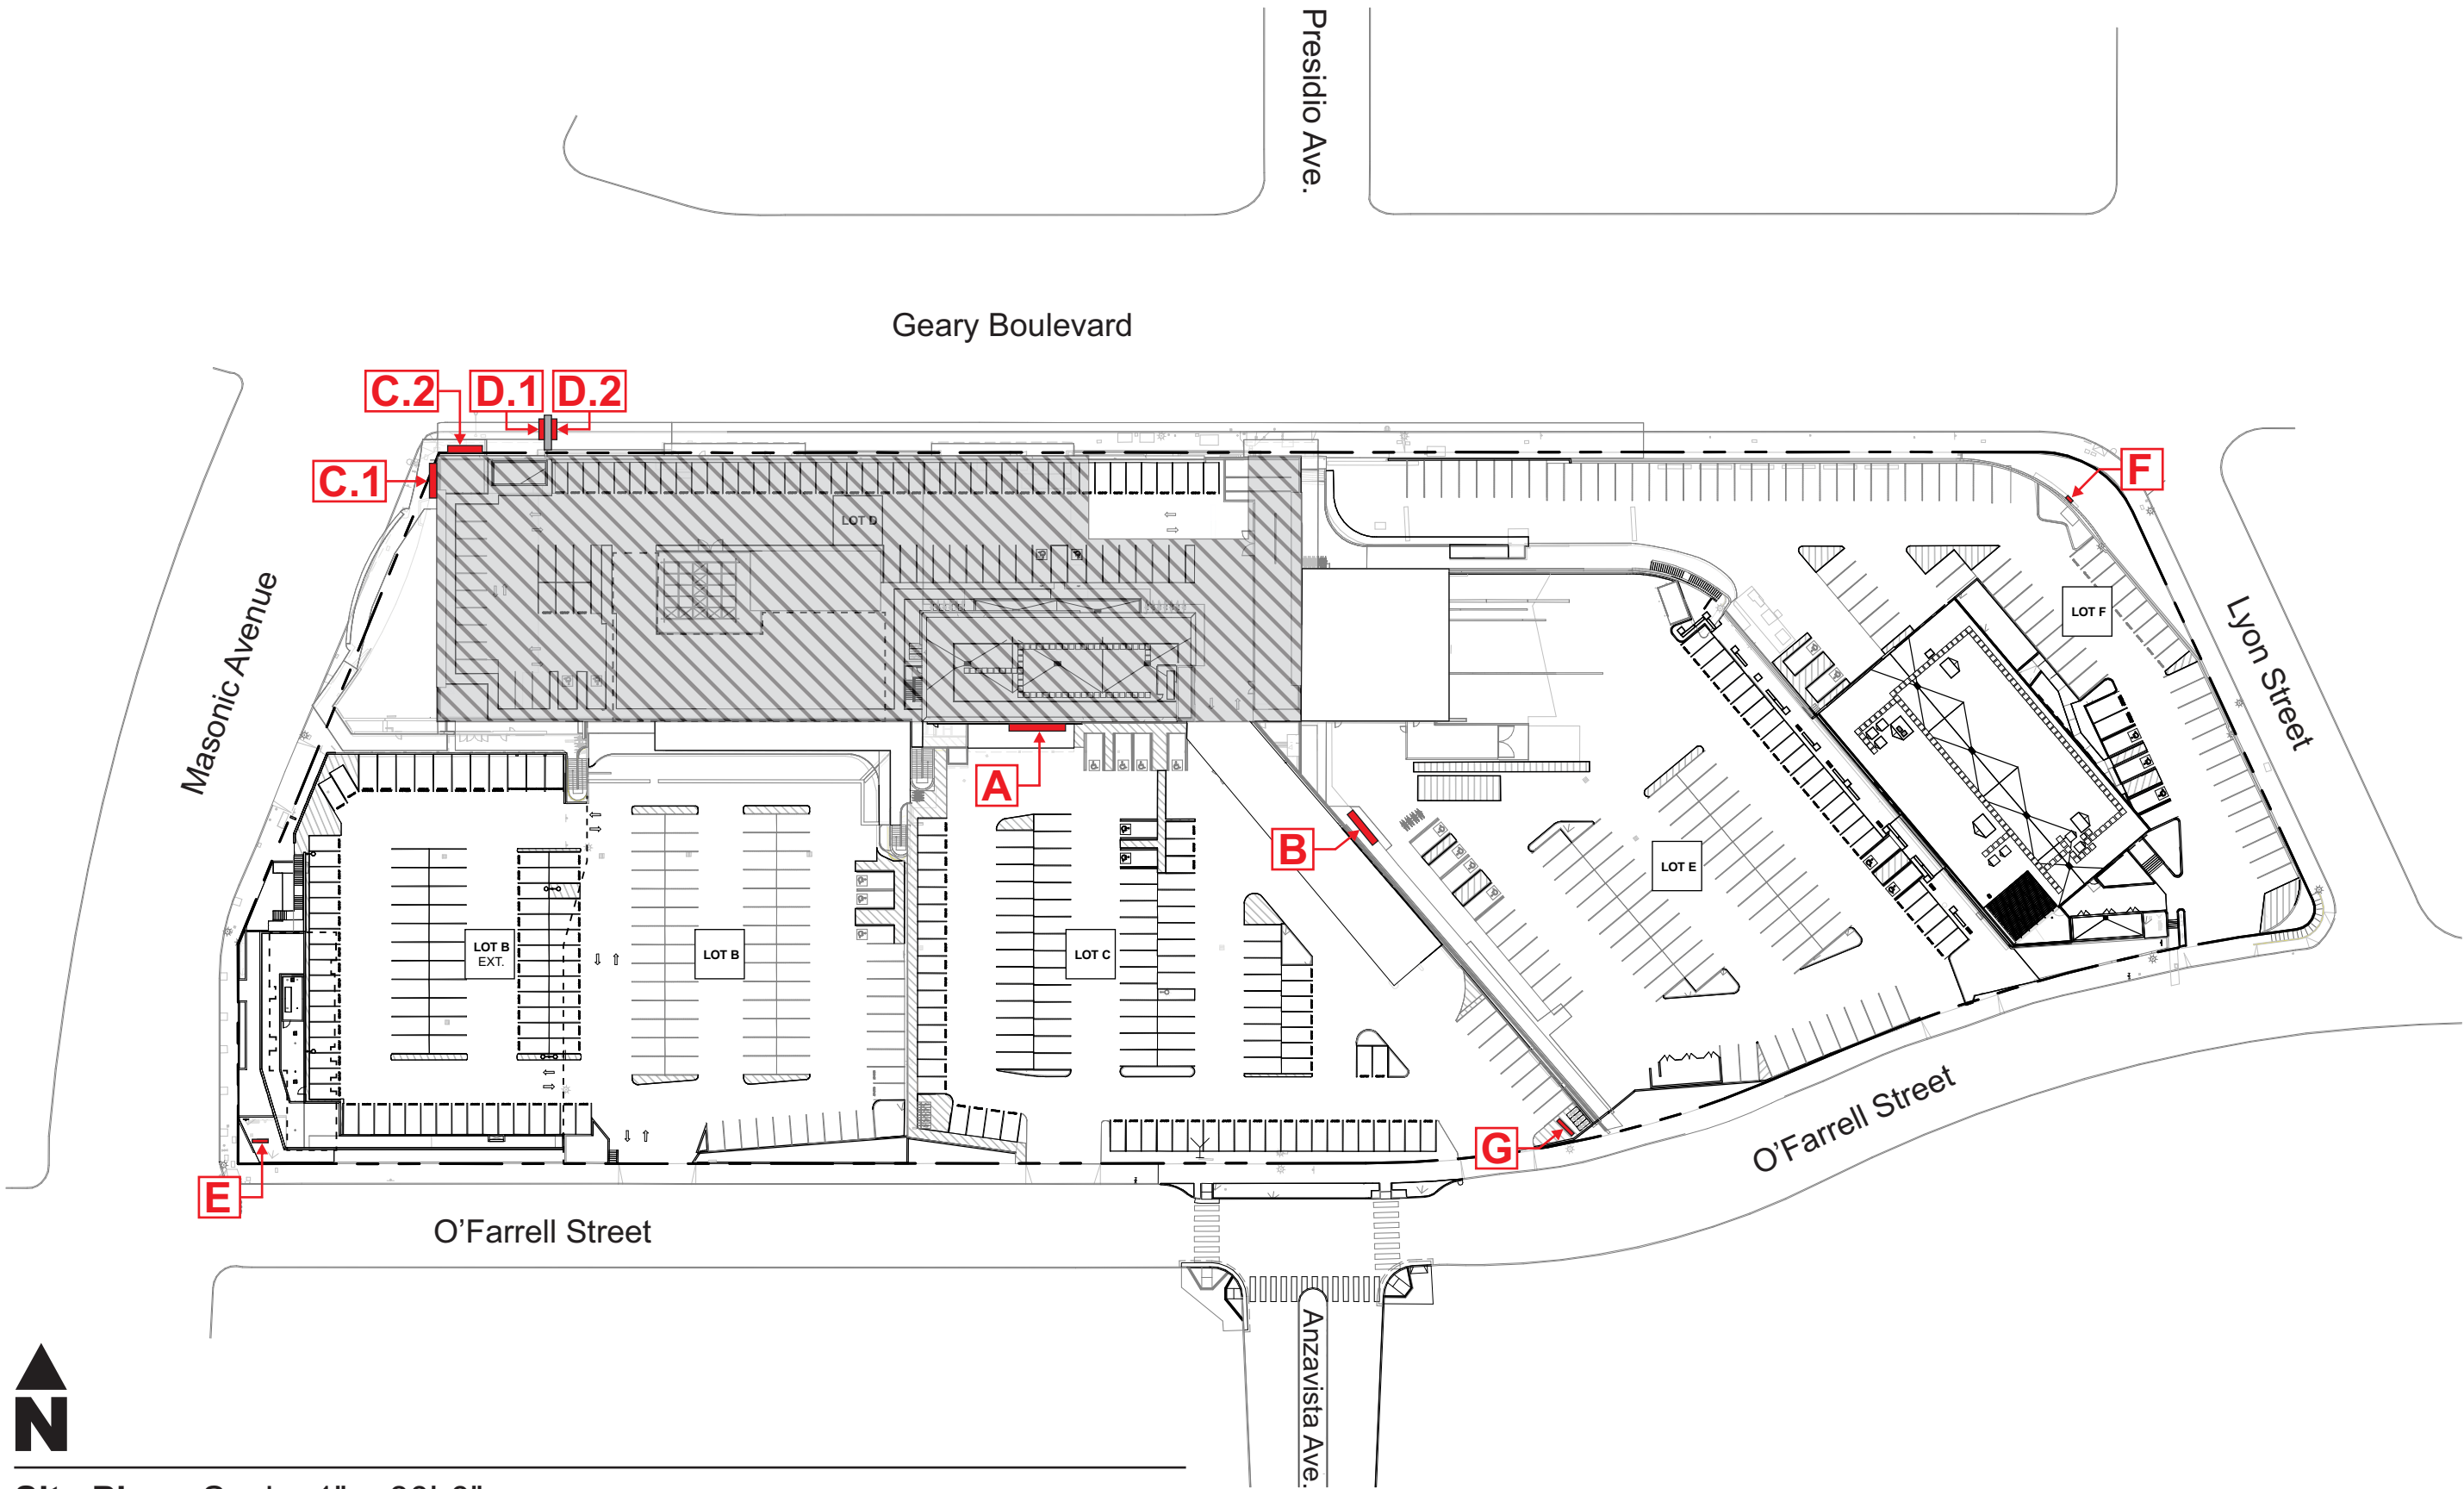 Presidio Ave.
Geary Boulevard
C.2
D.1
D.2
C.1
F
LOT D
LOT F
Masonic Avenue
Lyon Street
A
B
LOT E
LOT B
EXT.
LOT B
LOT C
G
E
O'Farrell Street
O'Farrell Street
Anzavista Ave.
N